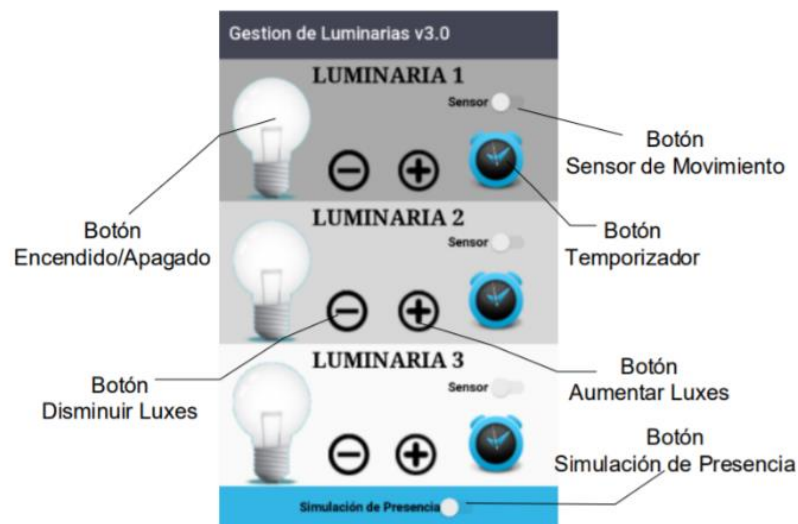 Gestion de Luminarias v3.0
LUMINARIA 1
Sensor
Botón
Sensor de Movimiento
LUMINARIA 2
Sensor
Botón
Encendido/Apagado
Botón
Temporizador
LUMINARIA 3
Sensor
Botón
Disminuir Luxes
Botón
Aumentar Luxes
Botón
Simulación de Presencia
Simulación de Presencia